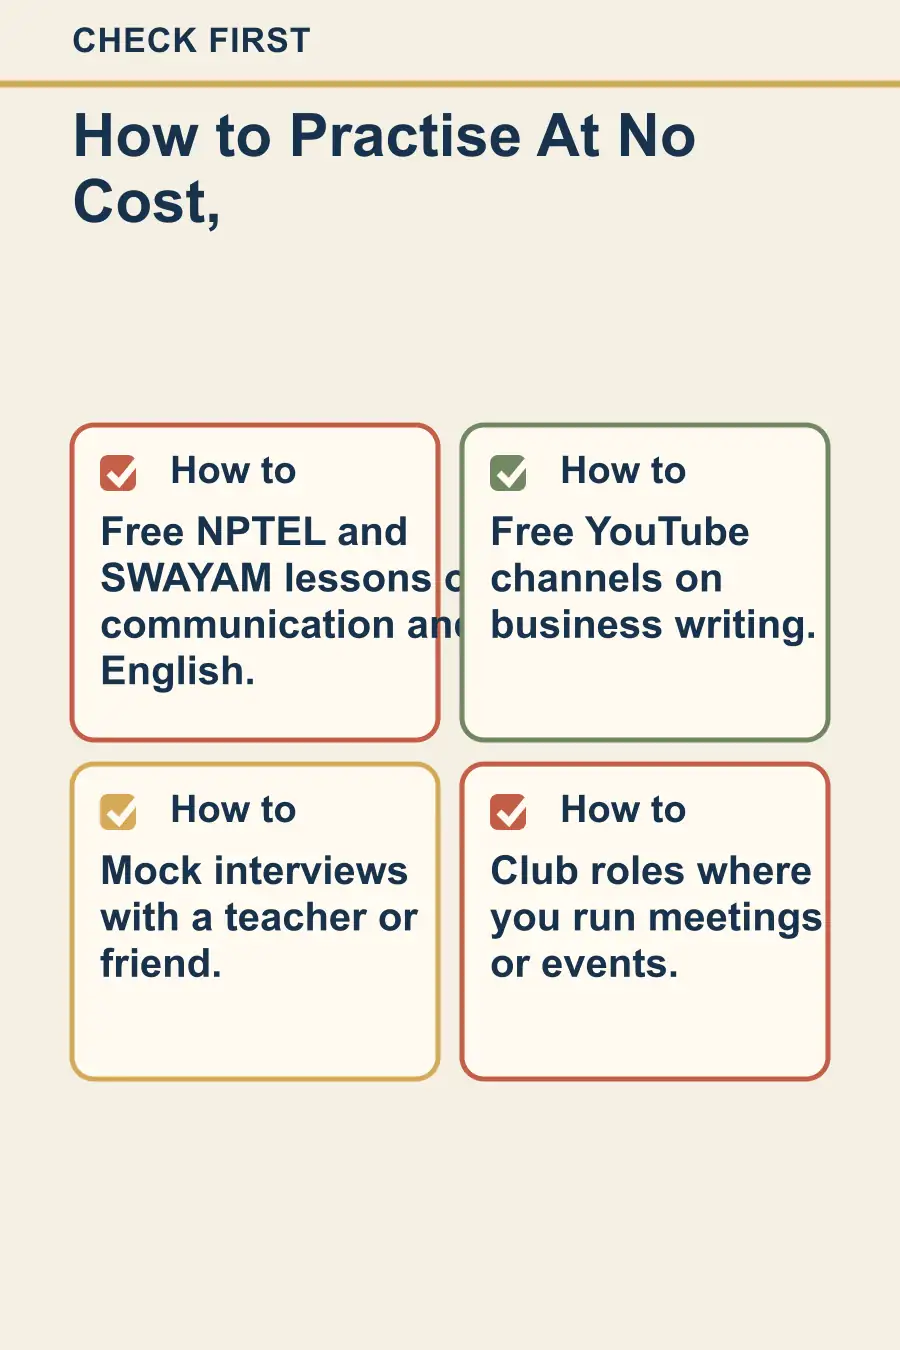 CHECK FIRST
How to Practise At No
Cost,
How to
Free NPTEL and
SWAYAM lessons
communication
English.
How to
Free YouTube
channels on
business writing.
How to
Mock interviews
with a teacher or
friend.
How to
Club roles where
you run meetings
or events.